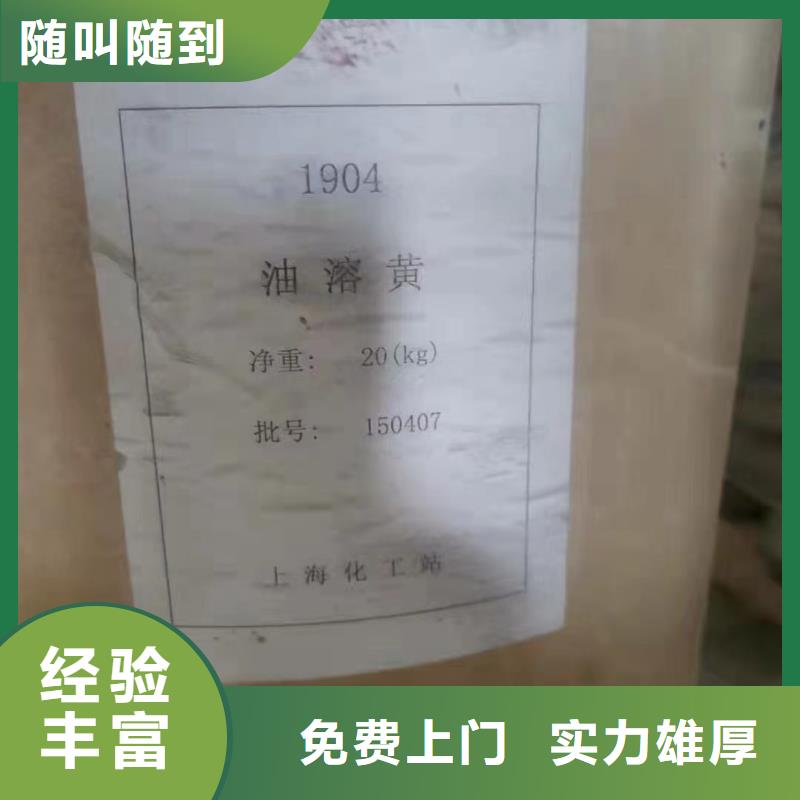 随叫随到
1904
油溶黄
净重: 20(kg)
批号: 150407
上海化工站
经验
丰富
免费上门 实力雄厚